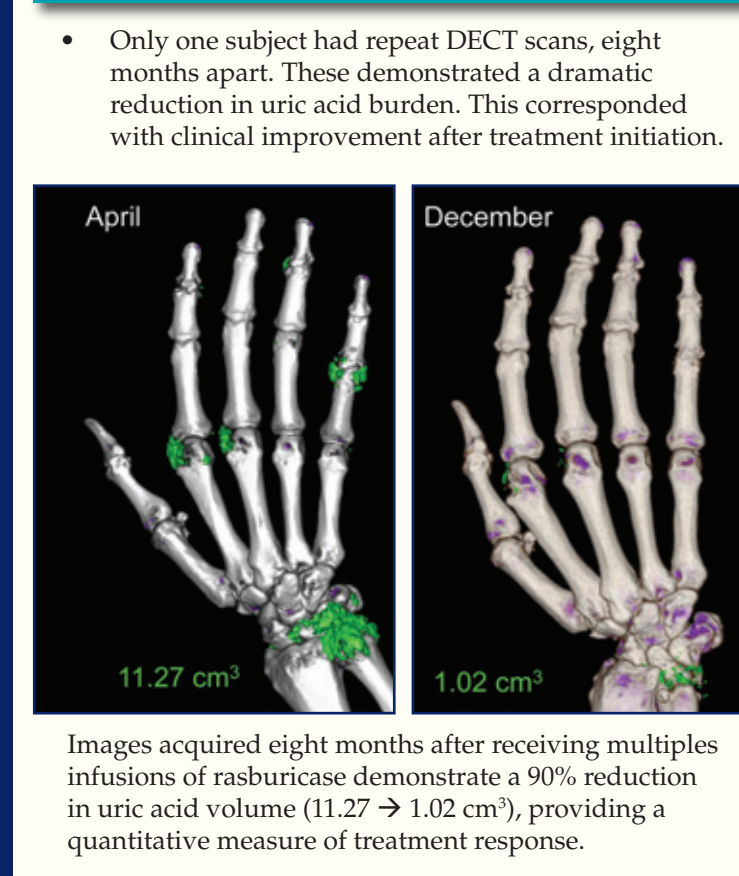 • Only one subject had repeat DECT scans, eight
months apart. These demonstrated a dramatic
reduction in uric acid burden. This corresponded
with clinical improvement after treatment initiation.
April
December
11.27 cm³
1.02 cm³
Images acquired eight months after receiving multiples
infusions of rasburicase demonstrate a 90% reduction
in uric acid volume (11.27 → 1.02 cm³), providing a
quantitative measure of treatment response.